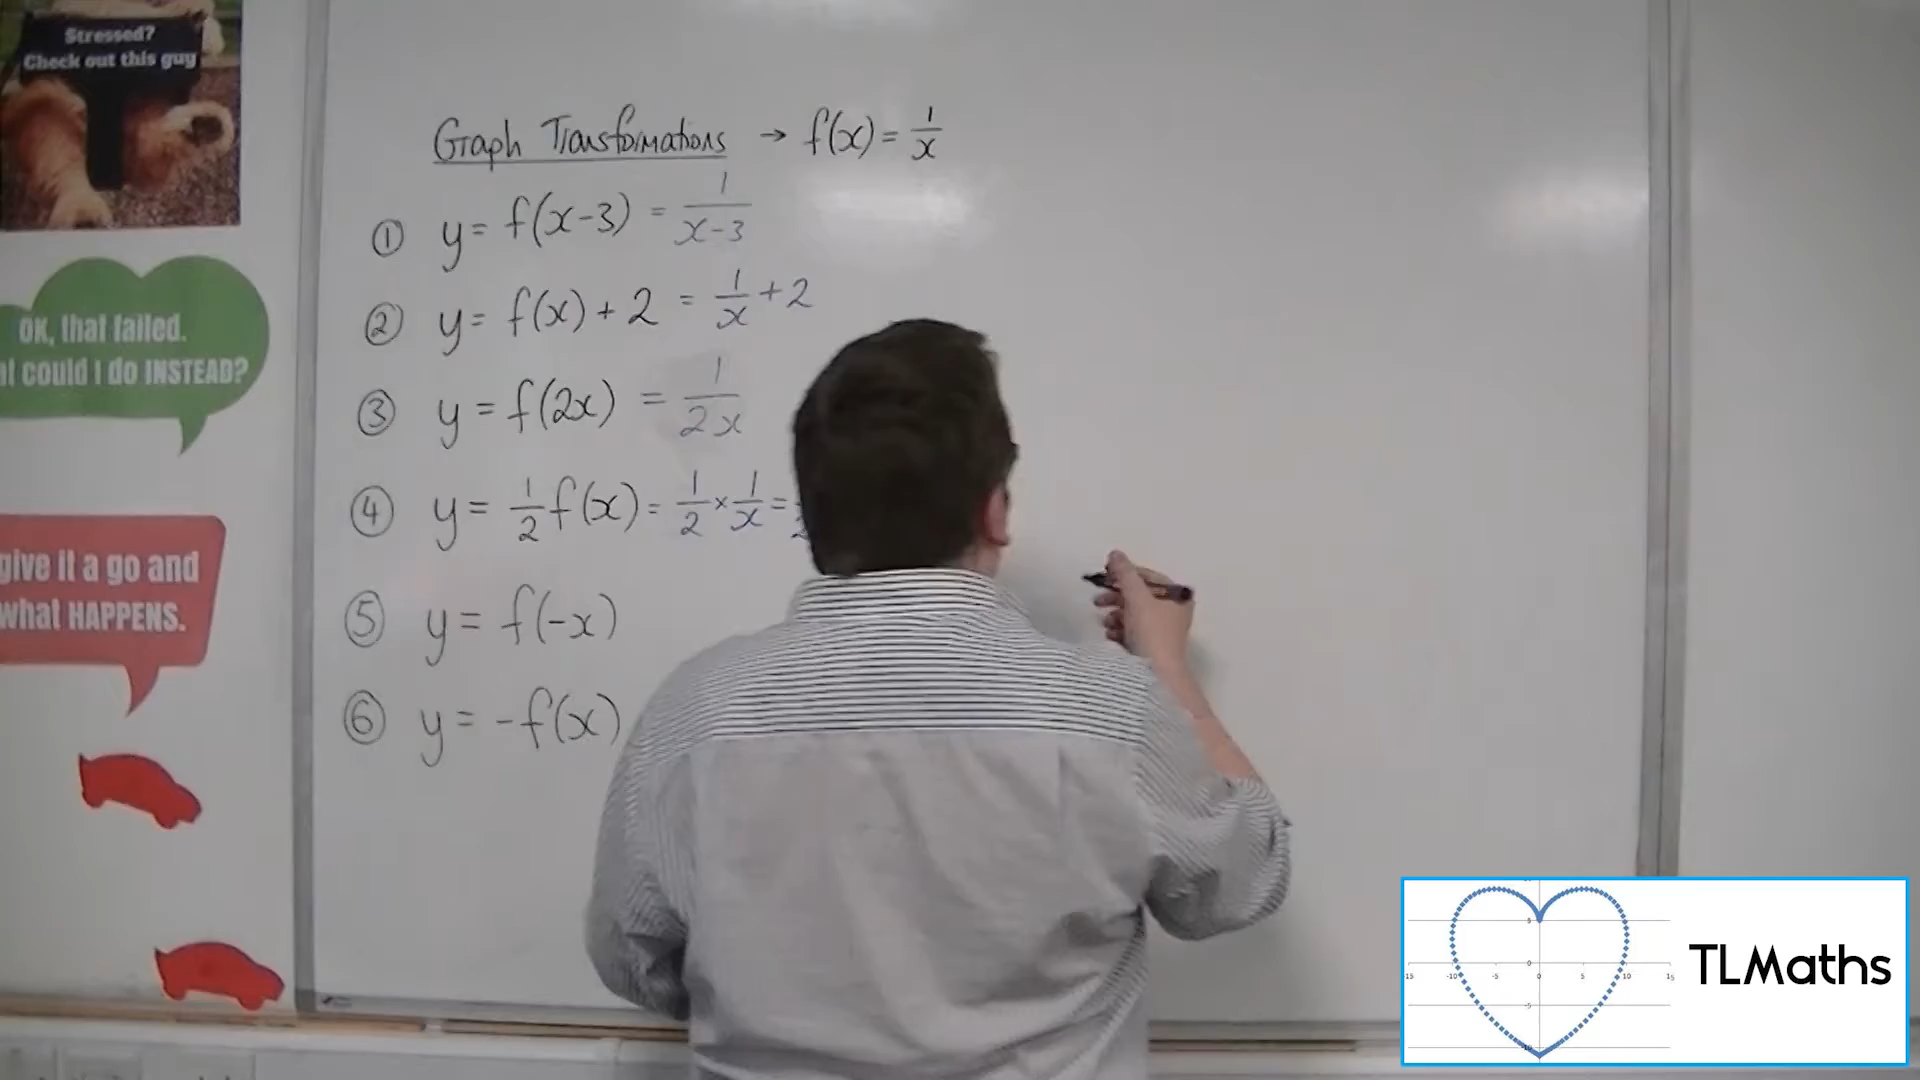 Stressed?
Check out this guy
OK, that failed.
could I do INSTEAD?
give it a go and
what HAPPENS.
Graph Transformations → f(x) = 1/x
① y = f(x-3) = 1/(x-3)
② y = f(x) + 2 = 1/x + 2
③ y = f(2x) = 1/(2x)
④ y = 1/2 f(x) = 1/2 × 1/x =
⑤ y = f(-x)
⑥ y = -f(x)
TLMaths